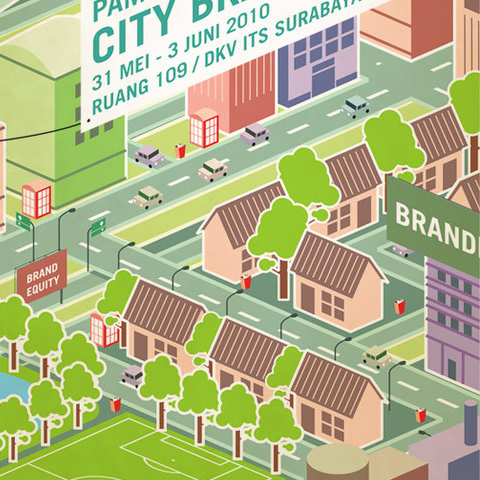 CITY
31 MEI - 3 JUNI 2010
RUANG 109 / DKV ITS SURABAYA
BRAND
EQUITY